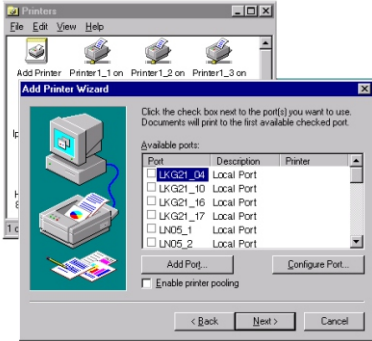 Printers
File Edit View Help
Add Printer Printer1_1 on Printer1_2 on Printer1_3 on
Add Printer Wizard
Click the check box next to the port(s) you want to use.
Documents will print to the first available checked port.
Available ports:
Port Description Printer
LKG21_04 Local Port
LKG21_10 Local Port
LKG21_16 Local Port
LKG21_17 Local Port
LN05_1 Local Port
LN05_2 Local Port
Add Port... Configure Port...
Enable printer pooling
< Back Next > Cancel